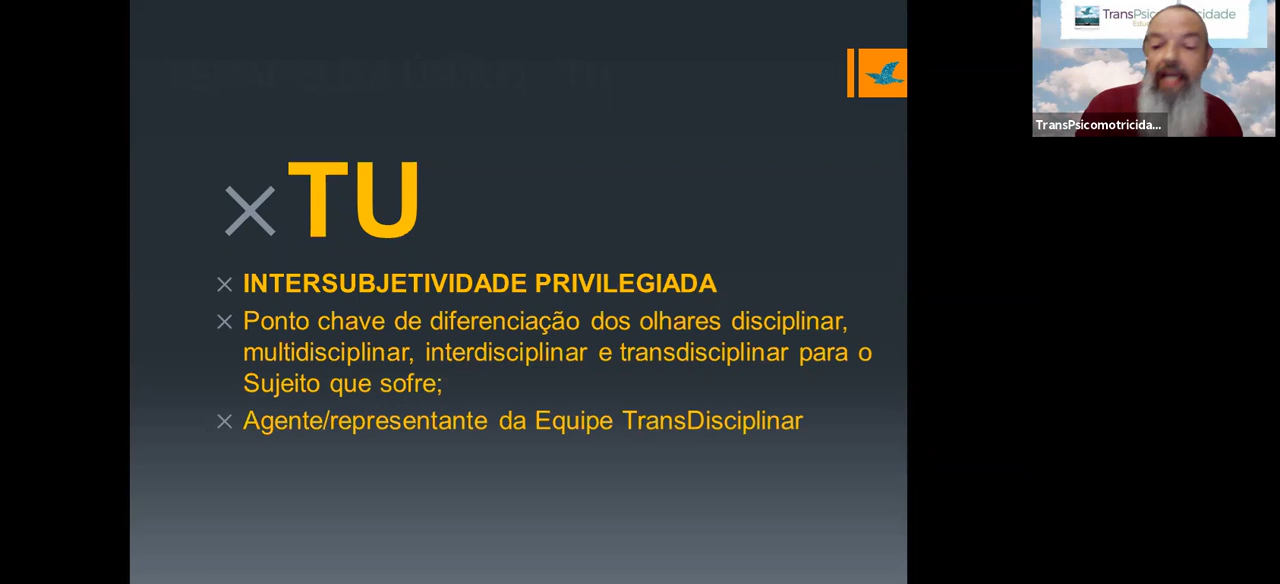 TU
INTERSUBJETIVIDADE PRIVILEGIADA
Ponto chave de diferenciação dos olhares disciplinar,
multidisciplinar, interdisciplinar e transdisciplinar para o
Sujeito que sofre;
Agente/representante da Equipe TransDisciplinar
TransPsicomotricida...